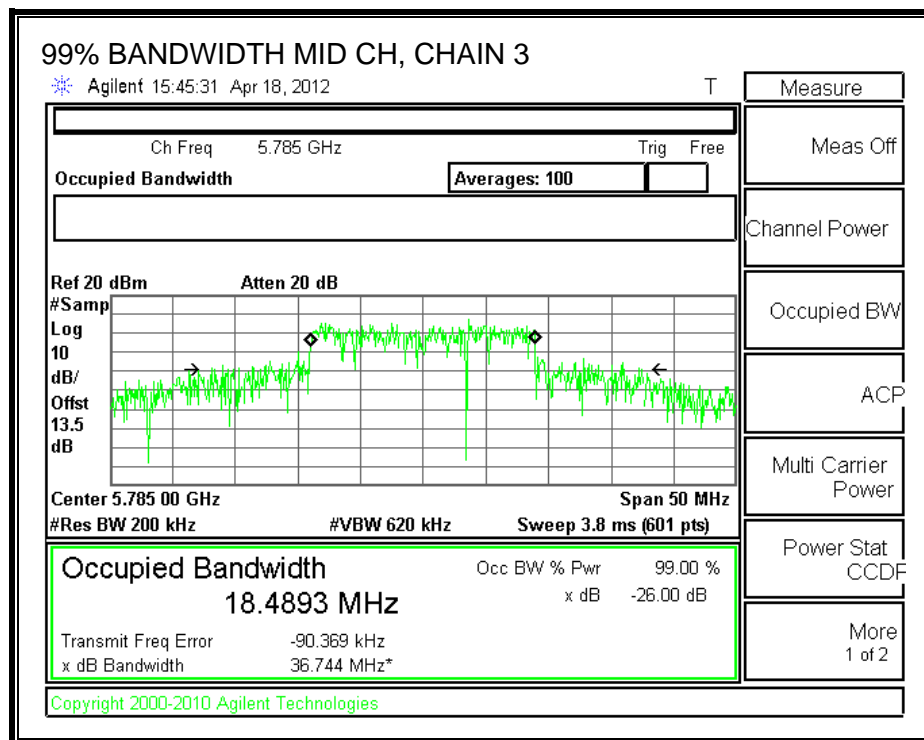 99% BANDWIDTH MID CH, CHAIN 3
Agilent 15:45:31 Apr 18, 2012 T
Measure
Ch Freq 5.785 GHz Trig Free
Meas Off
Occupied Bandwidth Averages: 100
Channel Power
Ref 20 dBm Atten 20 dB
#Samp
Log
10
dB/
Offst
13.5
dB
Occupied BW
ACP
Center 5.785 00 GHz Span 50 MHz
#Res BW 200 kHz #VBW 620 kHz Sweep 3.8 ms (601 pts)
Multi Carrier
Power
Occupied Bandwidth Occ BW % Pwr 99.00 %
18.4893 MHz x dB -26.00 dB
Power Stat
CCDF
Transmit Freq Error -90.369 kHz
x dB Bandwidth 36.744 MHz*
More
1 of 2
Copyright 2000-2010 Agilent Technologies